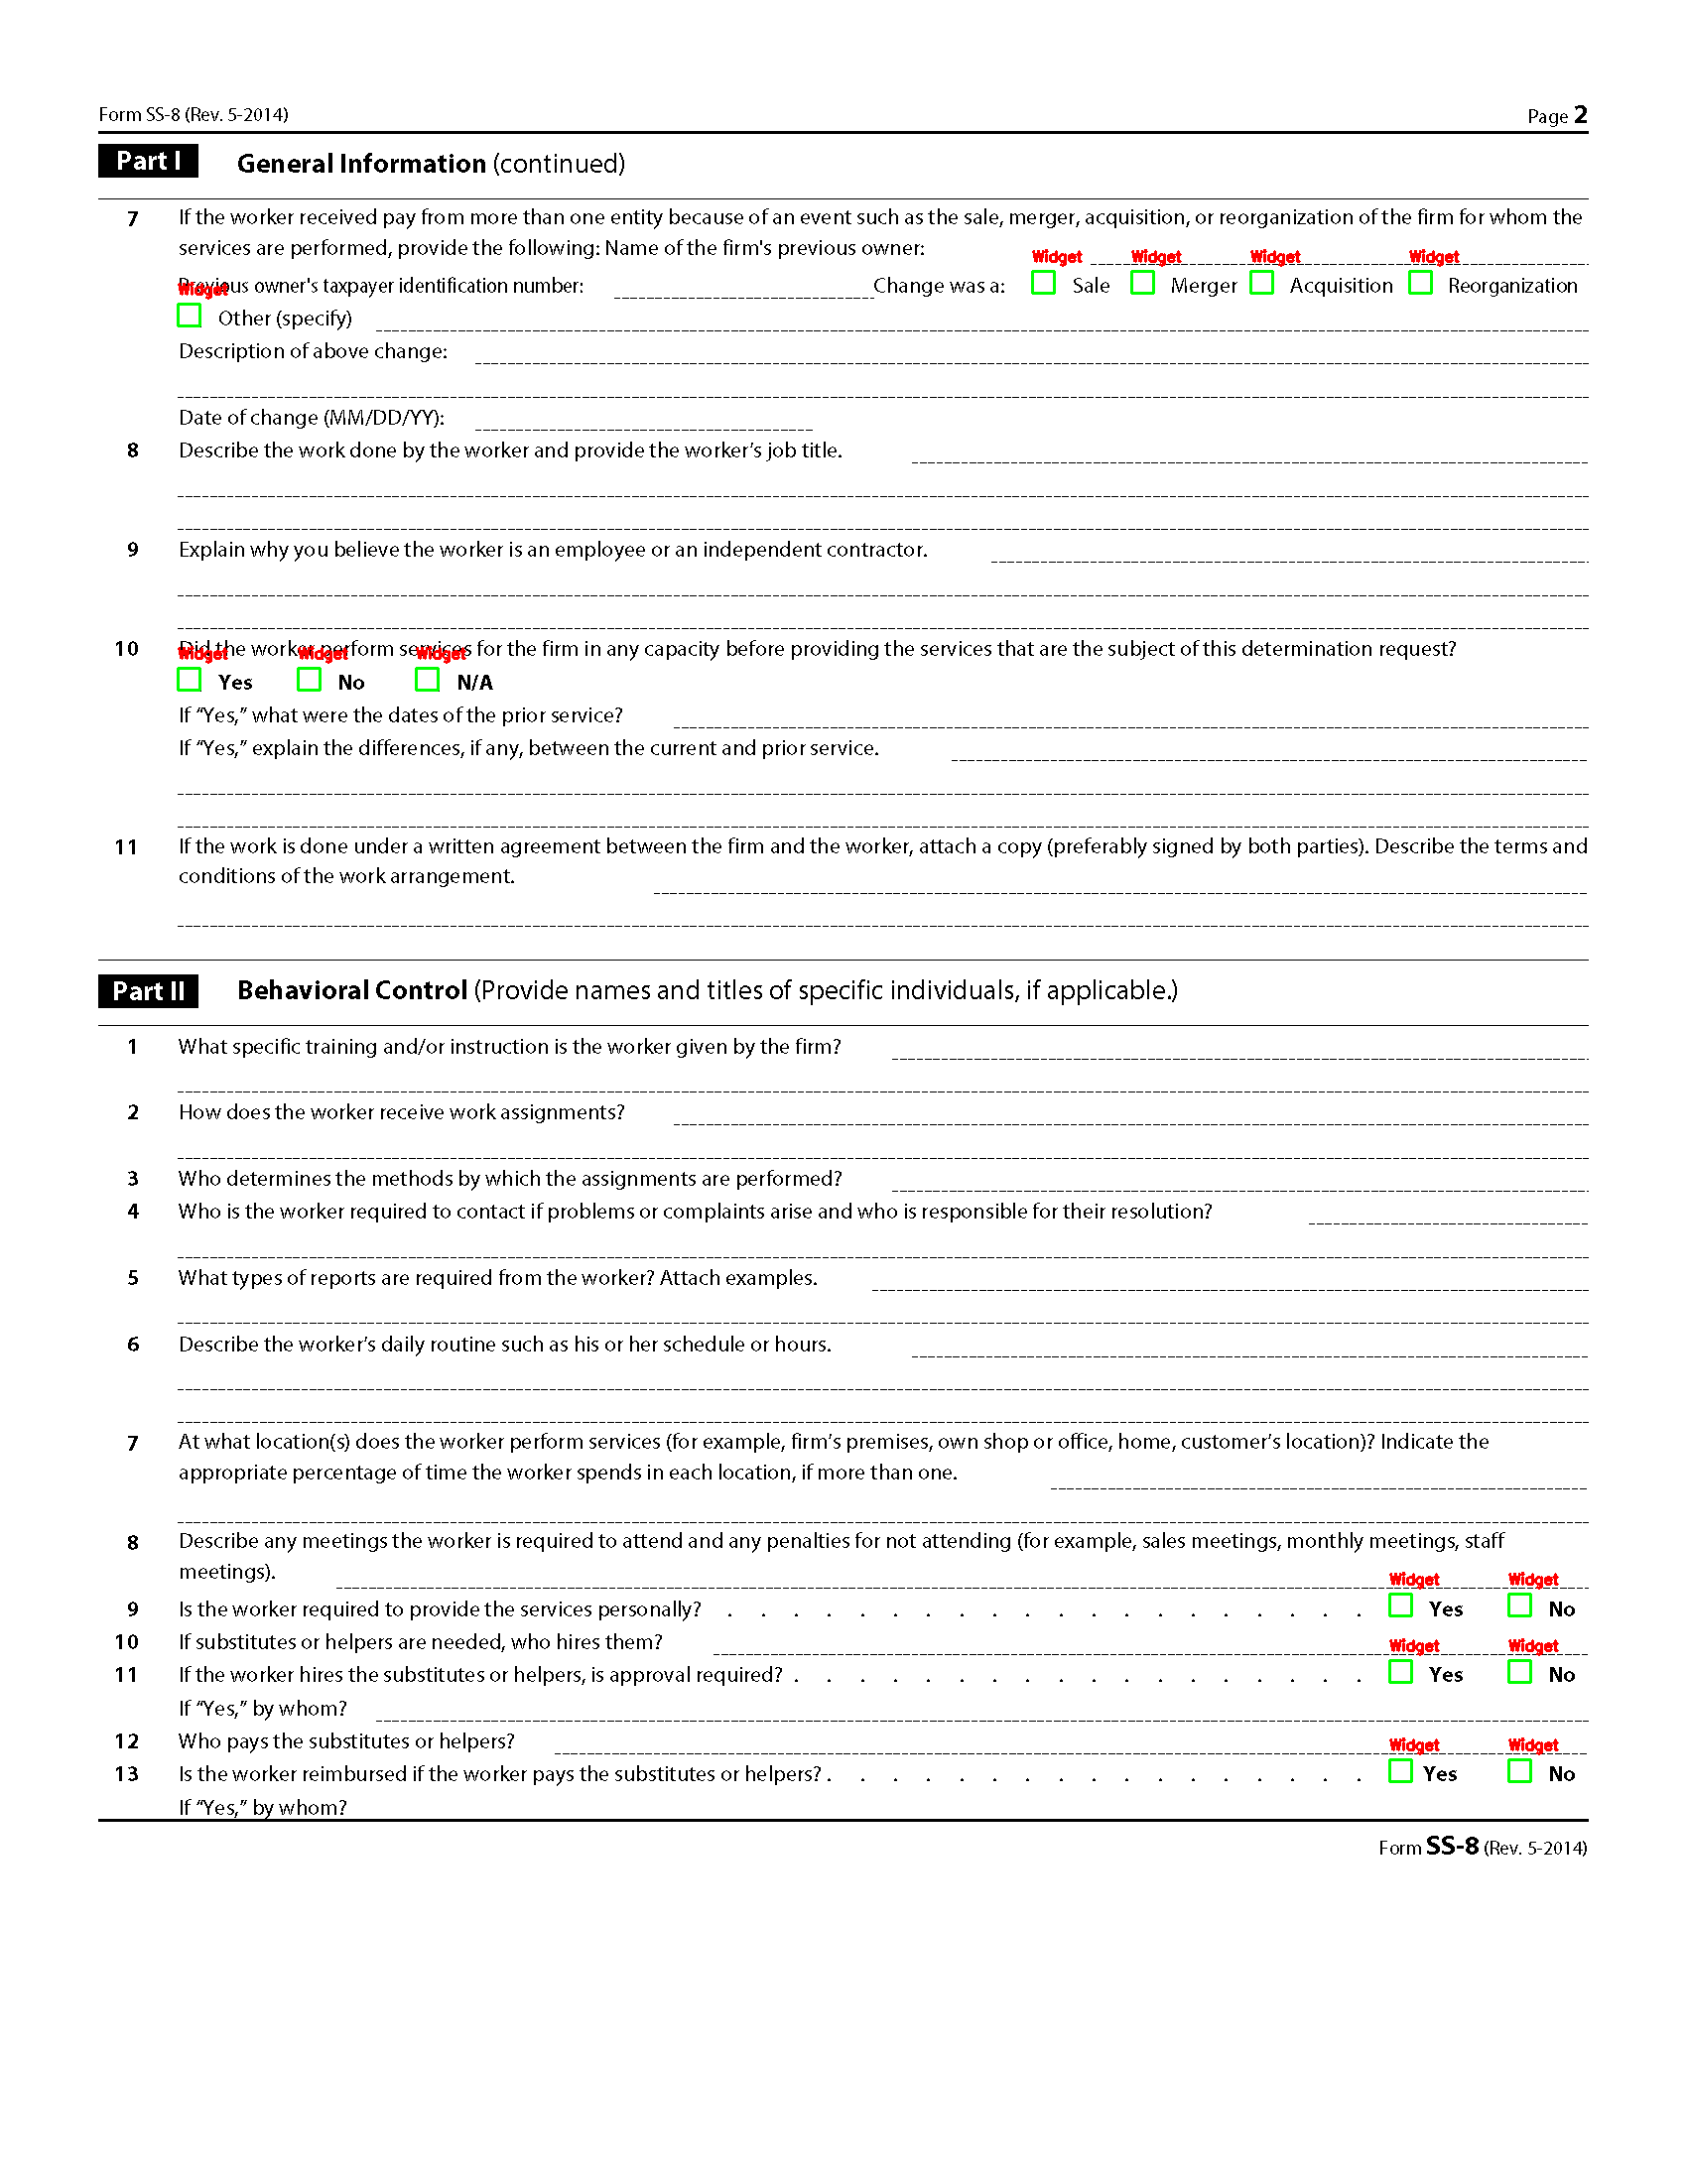 Form SS-8 (Rev. 5-2014) Page 2
Part I General Information (continued)
7 If the worker received pay from more than one entity because of an event such as the sale, merger, acquisition, or reorganization of the firm for whom the
services are performed, provide the following: Name of the firm's previous owner:
Widget Widget Widget Widget
Previous owner's taxpayer identification number: Change was a: Sale Merger Acquisition Reorganization
Widget
Other (specify)
Description of above change:
Date of change (MM/DD/YY):
8 Describe the work done by the worker and provide the worker’s job title.
9 Explain why you believe the worker is an employee or an independent contractor.
10 Did the worker perform services for the firm in any capacity before providing the services that are the subject of this determination request?
Widget Widget Widget
Yes No N/A
If “Yes,” what were the dates of the prior service?
If “Yes,” explain the differences, if any, between the current and prior service.
11 If the work is done under a written agreement between the firm and the worker, attach a copy (preferably signed by both parties). Describe the terms and
conditions of the work arrangement.
Part II Behavioral Control (Provide names and titles of specific individuals, if applicable.)
1 What specific training and/or instruction is the worker given by the firm?
2 How does the worker receive work assignments?
3 Who determines the methods by which the assignments are performed?
4 Who is the worker required to contact if problems or complaints arise and who is responsible for their resolution?
5 What types of reports are required from the worker? Attach examples.
6 Describe the worker’s daily routine such as his or her schedule or hours.
7 At what location(s) does the worker perform services (for example, firm’s premises, own shop or office, home, customer’s location)? Indicate the
appropriate percentage of time the worker spends in each location, if more than one.
8 Describe any meetings the worker is required to attend and any penalties for not attending (for example, sales meetings, monthly meetings, staff
meetings).
Widget Widget
9 Is the worker required to provide the services personally? . . . . . . . . . . . . . . . . . . . . Yes No
10 If substitutes or helpers are needed, who hires them?
Widget Widget
11 If the worker hires the substitutes or helpers, is approval required? . . . . . . . . . . . . . . . . . . Yes No
If “Yes,” by whom?
12 Who pays the substitutes or helpers?
Widget Widget
13 Is the worker reimbursed if the worker pays the substitutes or helpers? . . . . . . . . . . . . . . . . . Yes No
If “Yes,” by whom?
Form SS-8 (Rev. 5-2014)